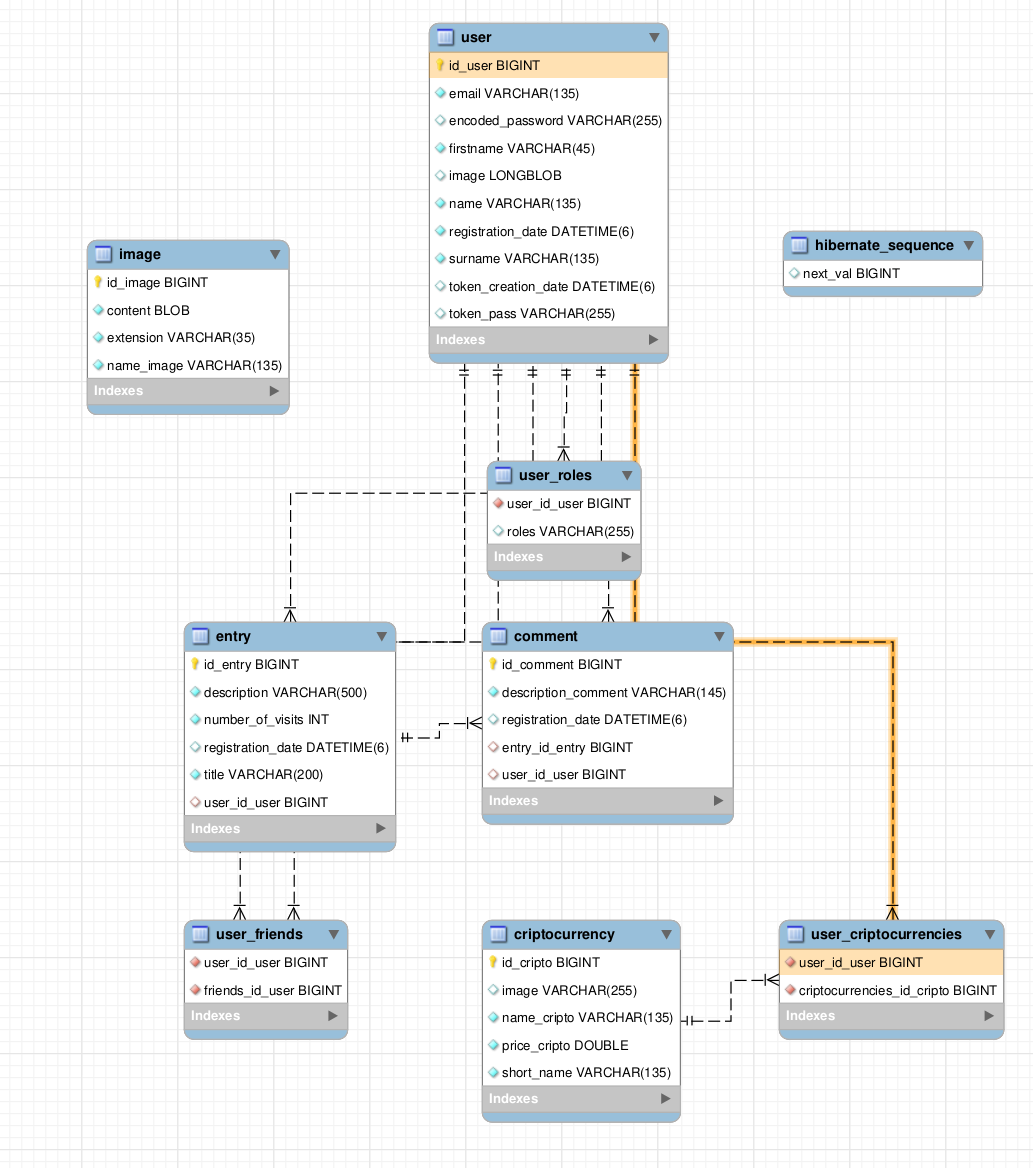 user
id_user BIGINT
email VARCHAR(135)
encoded_password VARCHAR(255)
firstname VARCHAR(45)
image LONGBLOB
name VARCHAR(135)
registration_date DATETIME(6)
surname VARCHAR(135)
token_creation_date DATETIME(6)
token_pass VARCHAR(255)
Indexes
image
id_image BIGINT
content BLOB
extension VARCHAR(35)
name_image VARCHAR(135)
Indexes
hibernate_sequence
next_val BIGINT
user_roles
user_id_user BIGINT
roles VARCHAR(255)
Indexes
entry
id_entry BIGINT
description VARCHAR(500)
number_of_visits INT
registration_date DATETIME(6)
title VARCHAR(200)
user_id_user BIGINT
Indexes
comment
id_comment BIGINT
description_comment VARCHAR(145)
registration_date DATETIME(6)
entry_id_entry BIGINT
user_id_user BIGINT
Indexes
user_friends
user_id_user BIGINT
friends_id_user BIGINT
Indexes
criptocurrency
id_cripto BIGINT
image VARCHAR(255)
name_cripto VARCHAR(135)
price_cripto DOUBLE
short_name VARCHAR(135)
Indexes
user_criptocurrencies
user_id_user BIGINT
criptocurrencies_id_cripto BIGINT
Indexes